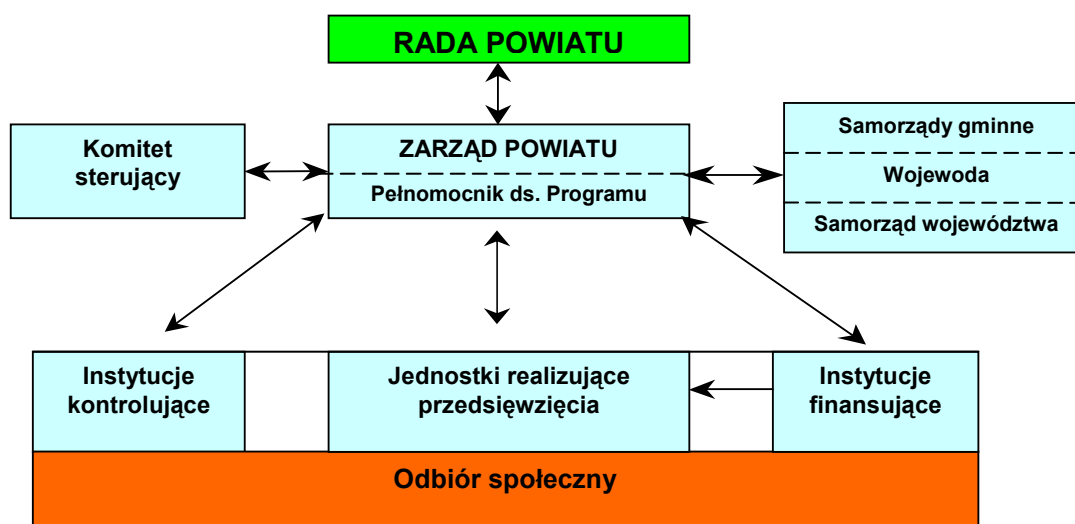 RADA POWIATU
Komitet
sterujący
ZARZĄD POWIATU
Pełnomocnik ds. Programu
Samorządy gminne
Wojewoda
Samorząd województwa
Instytucje
kontrolujące
Jednostki realizujące
przedsięwzięcia
Instytucje
finansujące
Odbiór społeczny